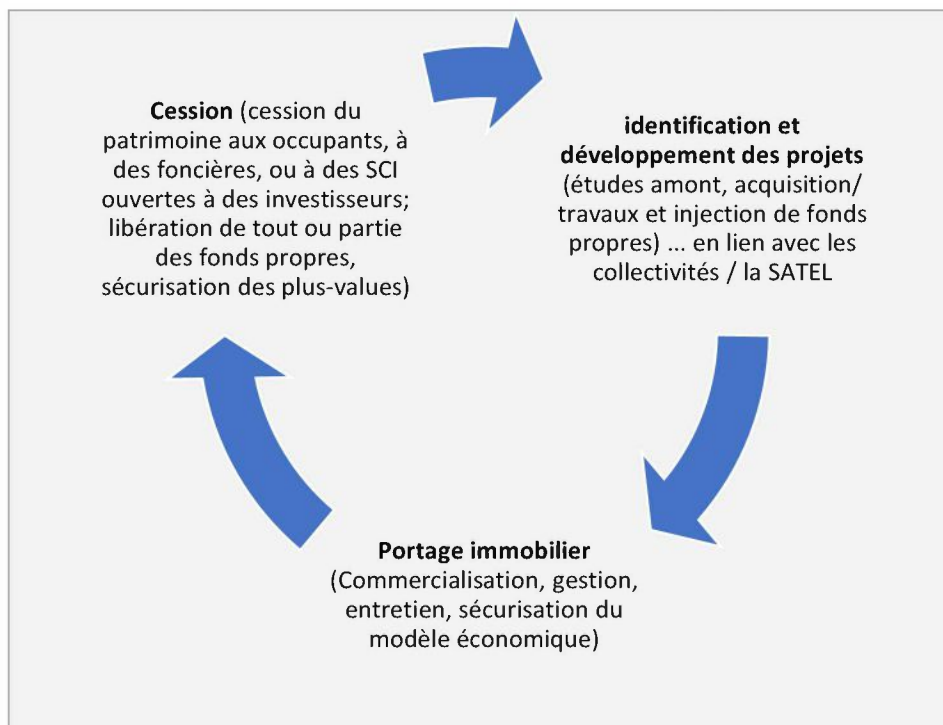 Cession (cession du
patrimoine aux occupants, à
des foncières, ou à des SCI
ouvertes à des investisseurs;
libération de tout ou partie
des fonds propres,
sécurisation des plus-values)
identification et
développement des projets
(études amont, acquisition/
travaux et injection de fonds
propres) ... en lien avec les
collectivités / la SATEL
Portage immobilier
(Commercialisation, gestion,
entretien, sécurisation du
modèle économique)